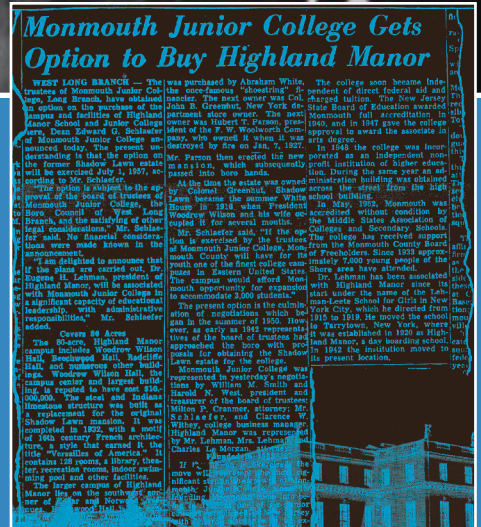 Monmouth Junior College Gets
Option to Buy Highland Manor
WEST LONG BRANCH — The
trustees of Monmouth Junior Col-
lege, Long Branch, have obtained
an option on the purchase of the
campus and facilities of Highland
Manor School and Junior College
here, Dean Edward G. Schlaefer
of Monmouth Junior College an-
nounced today. The present un-
derstanding is that the option on
the former Shadow Lawn estate
will be exercised July 1, 1957, ac-
cording to Mr. Schlaefer.
"The option is subject to the ap-
proval of the board of trustees of
Monmouth Junior College, the
Boro Council of West Long
Branch, and the satisfying of other
legal considerations," Mr. Schlae-
fer said. No financial considera-
tions were made known in the
announcement.
"I am delighted to announce that
if the plans are carried out, Dr.
Eugene H. Lehman, president of
Highland Manor, will be associated
with Monmouth Junior College in
a significant capacity of educational
leadership, with administrative
responsibilities," Mr. Schlaefer
added.
Covers 80 Acres
The 80-acre, Highland Manor
campus includes Woodrow Wilson
Hall, Beechwood Hall, Radcliffe
Hall, and numerous other build-
ings. Woodrow Wilson Hall, the
campus center and largest build-
ing, is reputed to have cost $10,-
000,000. The steel and Indiana
limestone structure was built as
a replacement for the original
Shadow Lawn mansion. It was
completed in 1932, with a motif
of 16th century French architec-
ture, a style that earned it the
title "Versailles of America." It
contains 128 rooms, a library, thea-
ter, recreation rooms, indoor swim-
ming pool and other facilities.
The larger campus of Highland
Manor lies on the southwest cor-
ner of and Norwood
was purchased by Abraham White,
the once-famous "shoestring" fi-
nancier. The next owner was Col.
John B. Greenhut, New York de-
partment store owner. The next
owner was Hubert T. Parson, pres-
ident of the F. W. Woolworth Com-
pany, who owned it when it was
destroyed by fire on Jan. 7, 1927.
Mr. Parson then erected the new
mansion, which subsequently
passed into boro hands.
At the time the estate was owned
by Colonel Greenhut, Shadow
Lawn became the summer White
House in 1916, when President
Woodrow Wilson and his wife oc-
cupied it for several months.
Mr. Schlaefer said, "If the op-
tion is exercised by the trustees
of Monmouth Junior College, Mon-
mouth County will have for its
youth one of the finest college cam-
puses in Eastern United States.
The campus would afford Mon-
mouth opportunity for expansion
to accommodate 3,000 students."
The present option is the culmin-
ation of negotiations which be-
gan in the summer of 1950. How-
ever, as early as 1942 representa-
tives of the board of trustees had
approached the boro with pro-
posals for obtaining the Shadow
Lawn estate for the college.
Monmouth Junior College was
represented in yesterday's negotia-
tions by William M. Smith and
Harold N. West, president and
treasurer of the board of trustees;
Milton P. Cranmer, attorney; Mr.
Schlaefer, and Clarence W.
Withey, college business manager.
Highland Manor was represented
by Mr. Lehman, Mrs. Lehman and
Charles L. Morgan,
move will
The college soon became inde-
pendent of direct federal aid and
charged tuition. The New Jersey
State Board of Education awarded
Monmouth full accreditation in
1940, and in 1947 gave the college
approval to award the associate in
arts degree.
In 1948 the college was incor-
porated as an independent non-
profit institution of higher educa-
tion. During the same year an ad-
ministration building was obtained
across the street from the high
school building.
In May, 1952, Monmouth was
accredited without condition by
the Middle States Association of
Colleges and Secondary Schools.
The college has received support
from the Monmouth County Board
of Freeholders. Since 1933 approx-
imately 7,000 young people of the
Shore area have attended.
Dr. Lehman has been associated
with Highland Manor since its
start under the name of the Leh-
man-Leete School for Girls in New
York City, which he directed from
1915 to 1919. He moved the school
to Tarrytown, New York, where
it was established in 1920 as High-
land Manor, a day boarding school.
In 1942 the institution moved to
its present location.